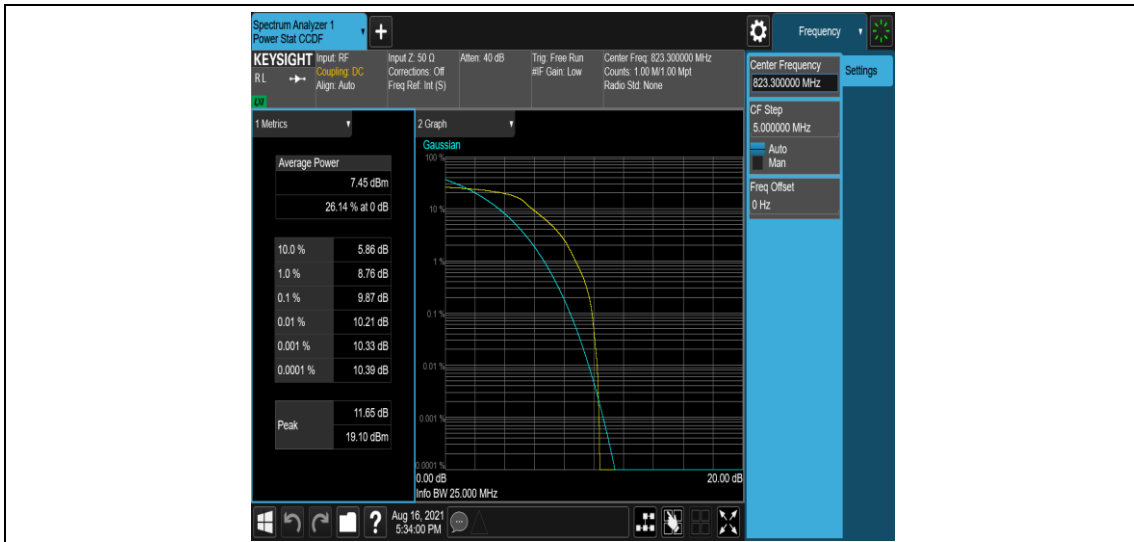 Spectrum Analyzer 1
Power Stat CCDF
Frequency
KEYSIGHT
RL
LM
Input: RF
Coupling: DC
Align: Auto
Input Z: 50 Ω
Corrections: Off
Freq Ref: Int (S)
Atten: 40 dB
Trig: Free Run
#IF Gain: Low
Center Freq: 823.300000 MHz
Counts: 1.00 M/1.00 Mpt
Radio Std: None
Center Frequency
823.300000 MHz
Settings
CF Step
5.000000 MHz
Auto
Man
Freq Offset
0 Hz
1 Metrics
Average Power
7.45 dBm
26.14 % at 0 dB
10.0 % 5.86 dB
1.0 % 8.76 dB
0.1 % 9.87 dB
0.01 % 10.21 dB
0.001 % 10.33 dB
0.0001 % 10.39 dB
Peak
11.65 dB
19.10 dBm
2 Graph
Gaussian
100 %
10 %
1 %
0.1 %
0.01 %
0.001 %
0.0001 %
0.00 dB 20.00 dB
Info BW 25.000 MHz
Aug 16, 2021
5:34:00 PM